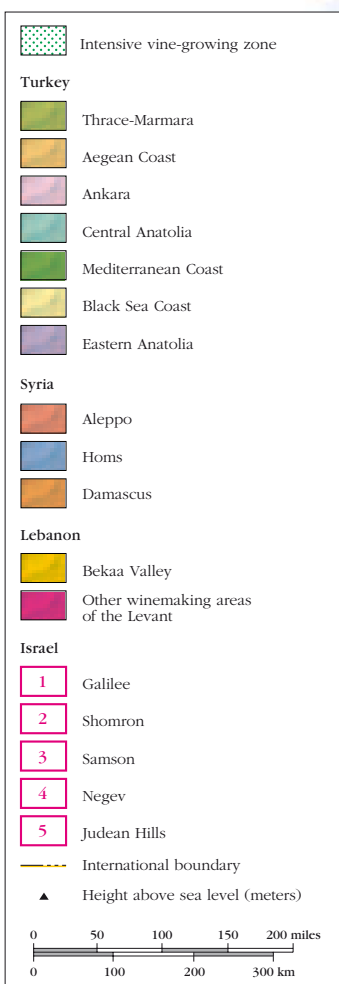 Intensive vine-growing zone
Turkey
Thrace-Marmara
Aegean Coast
Ankara
Central Anatolia
Mediterranean Coast
Black Sea Coast
Eastern Anatolia
Syria
Aleppo
Homs
Damascus
Lebanon
Bekaa Valley
Other winemaking areas
of the Levant
Israel
1 Galilee
2 Shomron
3 Samson
4 Negev
5 Judean Hills
International boundary
Height above sea level (meters)
0 50 100 150 200 miles
0 100 200 300 km